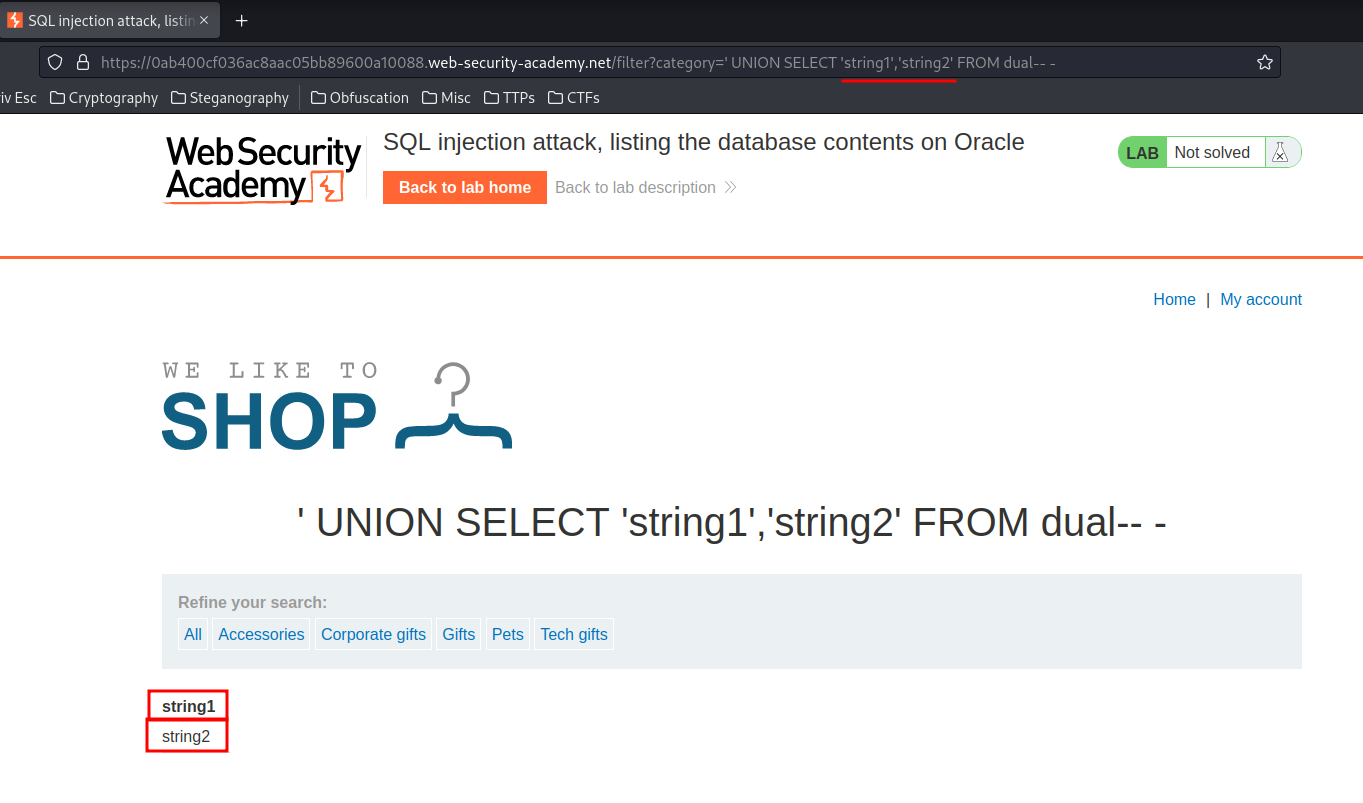 SQL injection attack, listin
https://0ab400cf036ac8aac05bb89600a10088.web-security-academy.net/filter?category=' UNION SELECT 'string1','string2' FROM dual-- -
iv Esc Cryptography Steganography Obfuscation Misc TTPs CTFs
Web Security
Academy
SQL injection attack, listing the database contents on Oracle
Back to lab home Back to lab description
LAB Not solved
Home | My account
WE LIKE TO
SHOP
' UNION SELECT 'string1','string2' FROM dual-- -
Refine your search:
All Accessories Corporate gifts Gifts Pets Tech gifts
string1
string2